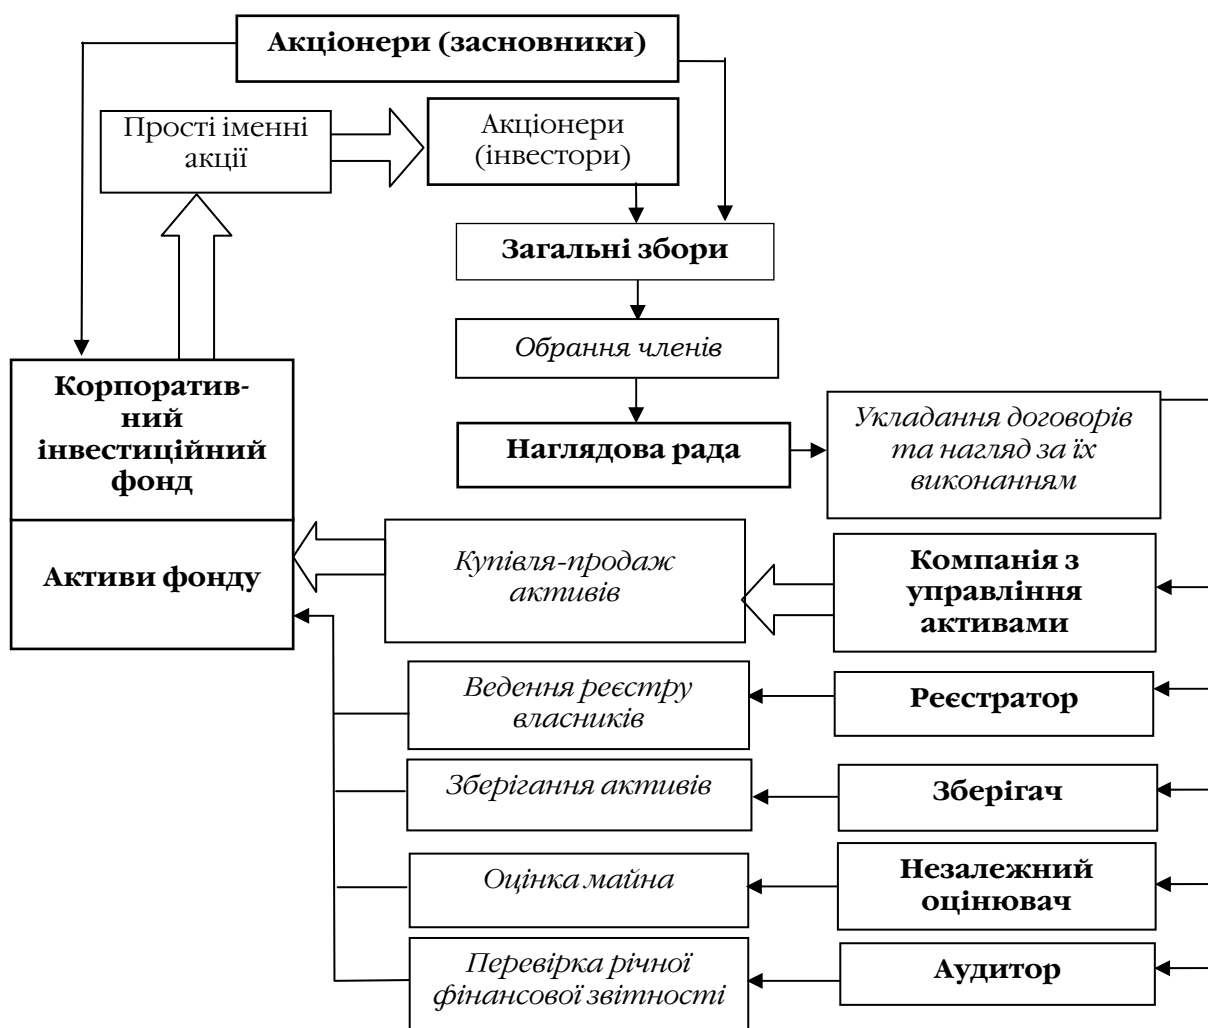 Акціонери (засновники)
Прості іменні
акції
Акціонери
(інвестори)
Загальні збори
Обрання членів
Корпоратив-
ний
інвестиційний
фонд
Наглядова рада
Укладання договорів
та нагляд за їх
виконанням
Активи фонду
Купівля-продаж
активів
Компанія з
управління
активами
Ведення реєстру
власників
Реєстратор
Зберігання активів
Зберігач
Оцінка майна
Незалежний
оцінювач
Перевірка річної
фінансової звітності
Аудитор